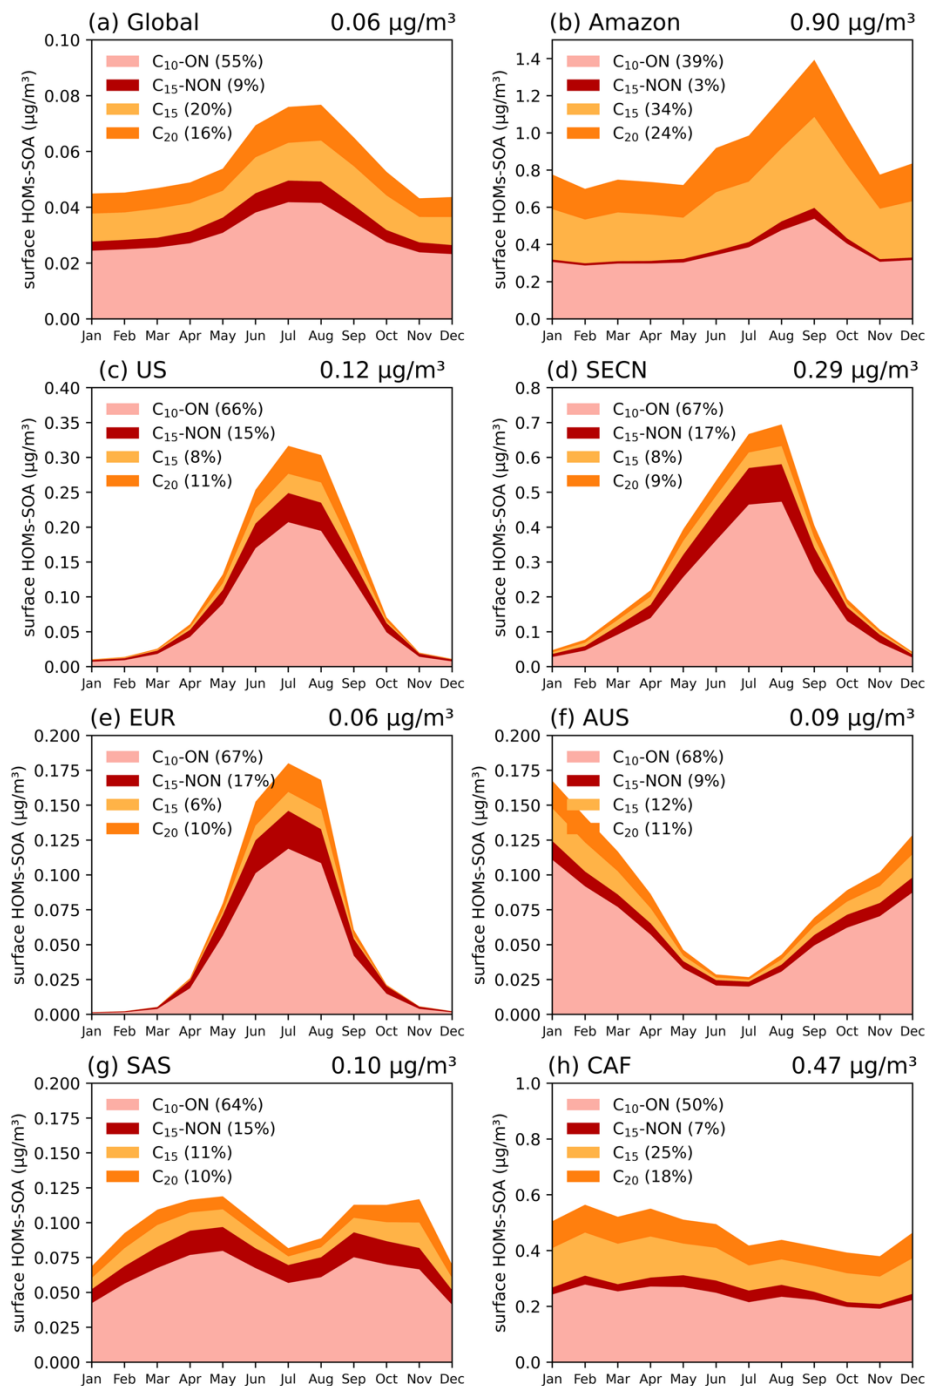 (a) Global 0.06 µg/m³
surface HOMs-SOA (µg/m³)
0.10
0.08
0.06
0.04
0.02
0.00
C₁₀-ON (55%)
C₁₅-NON (9%)
C₁₅ (20%)
C₂₀ (16%)
Jan Feb Mar Apr May Jun Jul Aug Sep Oct Nov Dec
(b) Amazon 0.90 µg/m³
surface HOMs-SOA (µg/m³)
1.4
1.2
1.0
0.8
0.6
0.4
0.2
0.0
C₁₀-ON (39%)
C₁₅-NON (3%)
C₁₅ (34%)
C₂₀ (24%)
Jan Feb Mar Apr May Jun Jul Aug Sep Oct Nov Dec
(c) US 0.12 µg/m³
surface HOMs-SOA (µg/m³)
0.40
0.35
0.30
0.25
0.20
0.15
0.10
0.05
0.00
C₁₀-ON (66%)
C₁₅-NON (15%)
C₁₅ (8%)
C₂₀ (11%)
Jan Feb Mar Apr May Jun Jul Aug Sep Oct Nov Dec
(d) SECN 0.29 µg/m³
surface HOMs-SOA (µg/m³)
0.8
0.7
0.6
0.5
0.4
0.3
0.2
0.1
0.0
C₁₀-ON (67%)
C₁₅-NON (17%)
C₁₅ (8%)
C₂₀ (9%)
Jan Feb Mar Apr May Jun Jul Aug Sep Oct Nov Dec
(e) EUR 0.06 µg/m³
surface HOMs-SOA (µg/m³)
0.200
0.175
0.150
0.125
0.100
0.075
0.050
0.025
0.000
C₁₀-ON (67%)
C₁₅-NON (17%)
C₁₅ (6%)
C₂₀ (10%)
Jan Feb Mar Apr May Jun Jul Aug Sep Oct Nov Dec
(f) AUS 0.09 µg/m³
surface HOMs-SOA (µg/m³)
0.200
0.175
0.150
0.125
0.100
0.075
0.050
0.025
0.000
C₁₀-ON (68%)
C₁₅-NON (9%)
C₁₅ (12%)
C₂₀ (11%)
Jan Feb Mar Apr May Jun Jul Aug Sep Oct Nov Dec
(g) SAS 0.10 µg/m³
surface HOMs-SOA (µg/m³)
0.200
0.175
0.150
0.125
0.100
0.075
0.050
0.025
0.000
C₁₀-ON (64%)
C₁₅-NON (15%)
C₁₅ (11%)
C₂₀ (10%)
Jan Feb Mar Apr May Jun Jul Aug Sep Oct Nov Dec
(h) CAF 0.47 µg/m³
surface HOMs-SOA (µg/m³)
1.0
0.8
0.6
0.4
0.2
0.0
C₁₀-ON (50%)
C₁₅-NON (7%)
C₁₅ (25%)
C₂₀ (18%)
Jan Feb Mar Apr May Jun Jul Aug Sep Oct Nov Dec